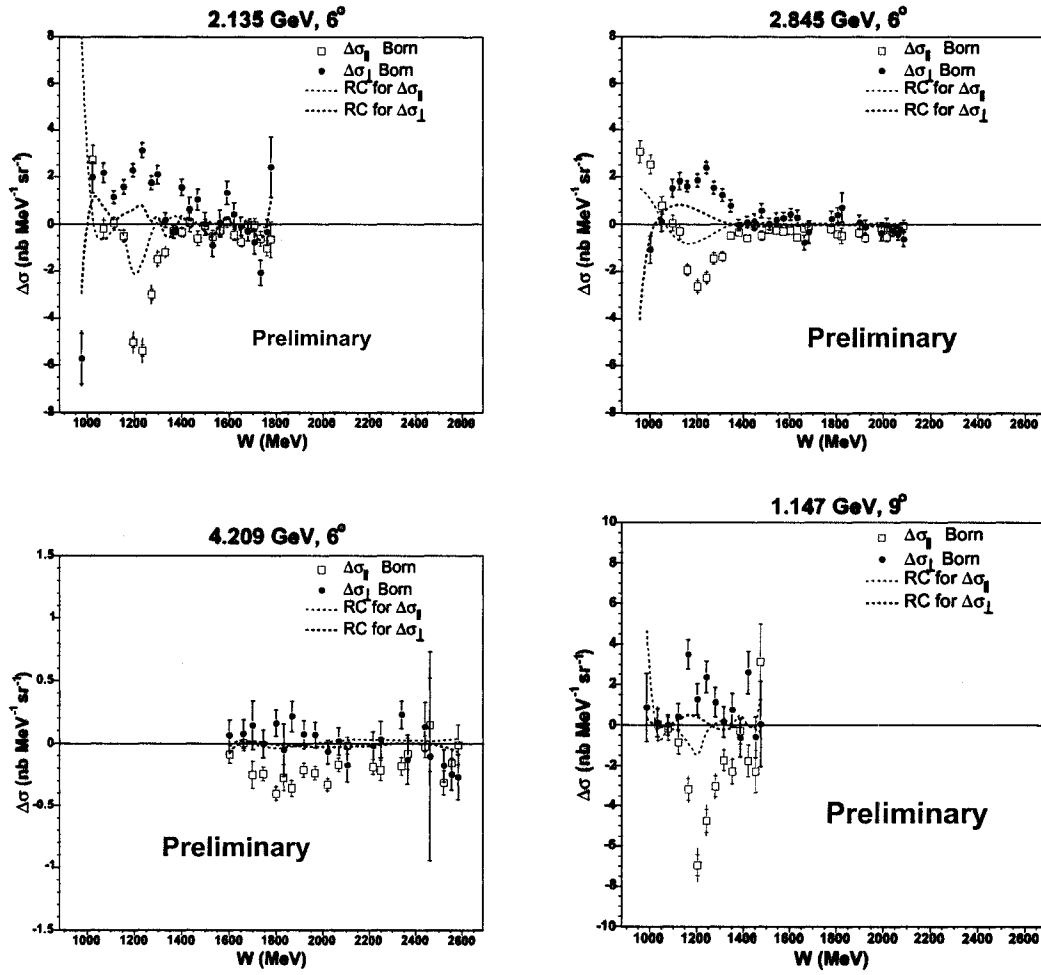 2.135 GeV, 6°
8
6
4
2
0
-2
-4
-6
-8
Δσ (nb MeV⁻¹ sr⁻¹)
Δσ∥ Born
Δσ⊥ Born
RC for Δσ∥
RC for Δσ⊥
Preliminary
1000 1200 1400 1600 1800 2000 2200 2400 2600
W (MeV)
2.845 GeV, 6°
8
6
4
2
0
-2
-4
-6
-8
Δσ (nb MeV⁻¹ sr⁻¹)
Δσ∥ Born
Δσ⊥ Born
RC for Δσ∥
RC for Δσ⊥
Preliminary
1000 1200 1400 1600 1800 2000 2200 2400 2600
W (MeV)
4.209 GeV, 6°
1.5
1
0.5
0
-0.5
-1
-1.5
Δσ (nb MeV⁻¹ sr⁻¹)
Δσ∥ Born
Δσ⊥ Born
RC for Δσ∥
RC for Δσ⊥
Preliminary
1000 1200 1400 1600 1800 2000 2200 2400 2600
W (MeV)
1.147 GeV, 9°
10
8
6
4
2
0
-2
-4
-6
-8
-10
Δσ (nb MeV⁻¹ sr⁻¹)
Δσ∥ Born
Δσ⊥ Born
RC for Δσ∥
RC for Δσ⊥
Preliminary
1000 1200 1400 1600 1800 2000 2200 2400 2600
W (MeV)